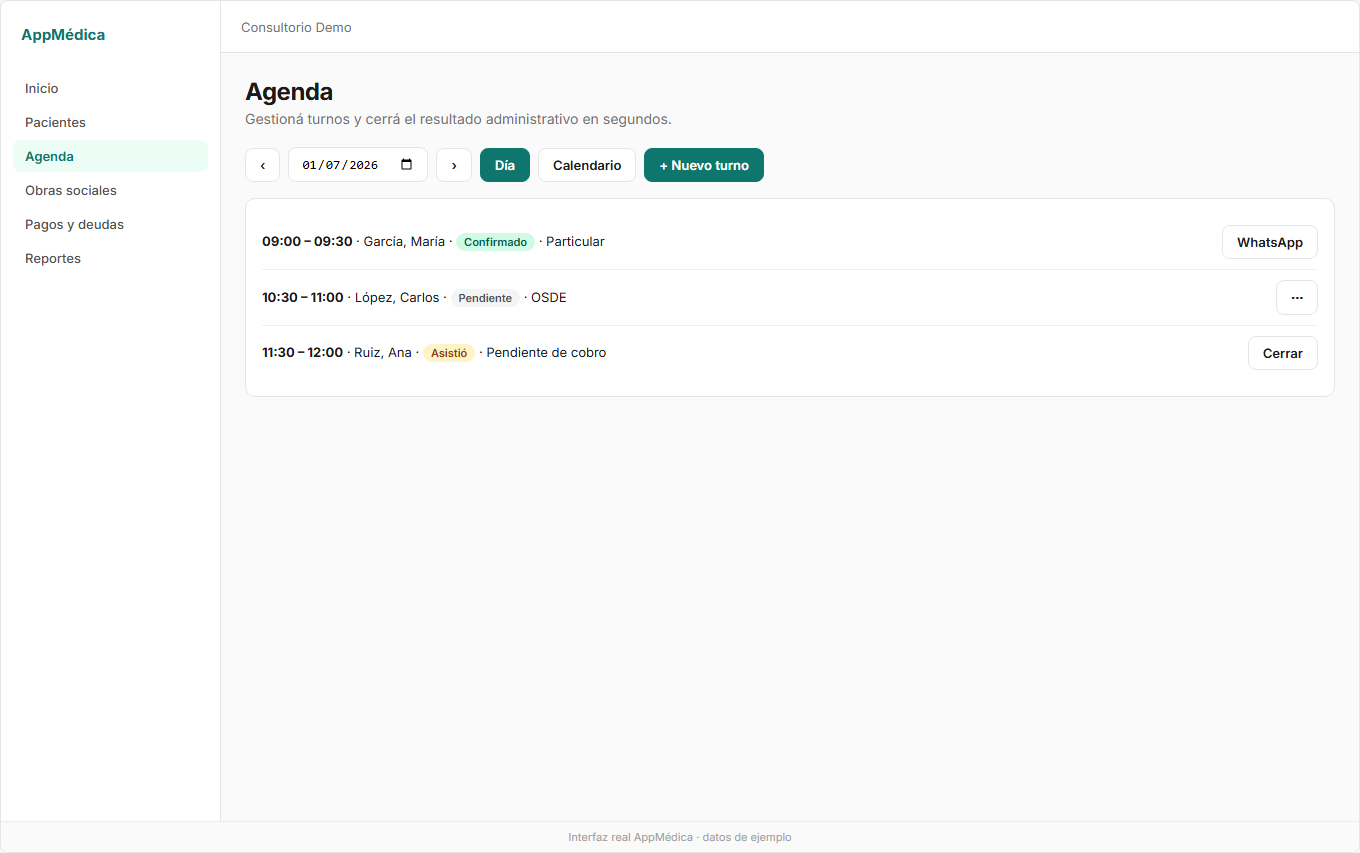 AppMédica
Consultorio Demo
Inicio
Pacientes
Agenda
Obras sociales
Pagos y deudas
Reportes
Agenda
Gestioná turnos y cerrá el resultado administrativo en segundos.
‹ 01/07/2026 › Día Calendario + Nuevo turno
09:00 – 09:30 · García, María · Confirmado · Particular WhatsApp
10:30 – 11:00 · López, Carlos · Pendiente · OSDE ···
11:30 – 12:00 · Ruiz, Ana · Asistió · Pendiente de cobro Cerrar
Interfaz real AppMédica · datos de ejemplo